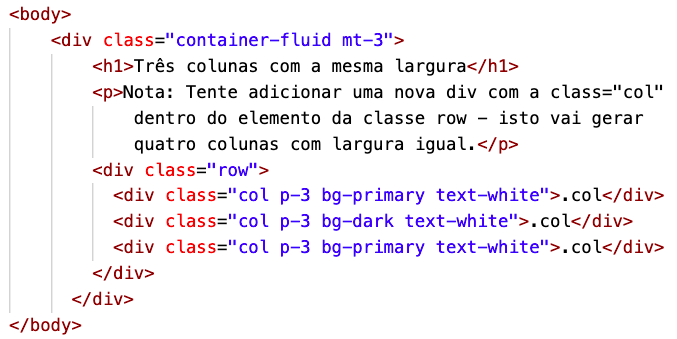 <body>
<div class="container-fluid mt-3">
<h1>Três colunas com a mesma largura</h1>
<p>Nota: Tente adicionar uma nova div com a class="col"
dentro do elemento da classe row - isto vai gerar
quatro colunas com largura igual.</p>
<div class="row">
<div class="col p-3 bg-primary text-white">.col</div>
<div class="col p-3 bg-dark text-white">.col</div>
<div class="col p-3 bg-primary text-white">.col</div>
</div>
</div>
</body>